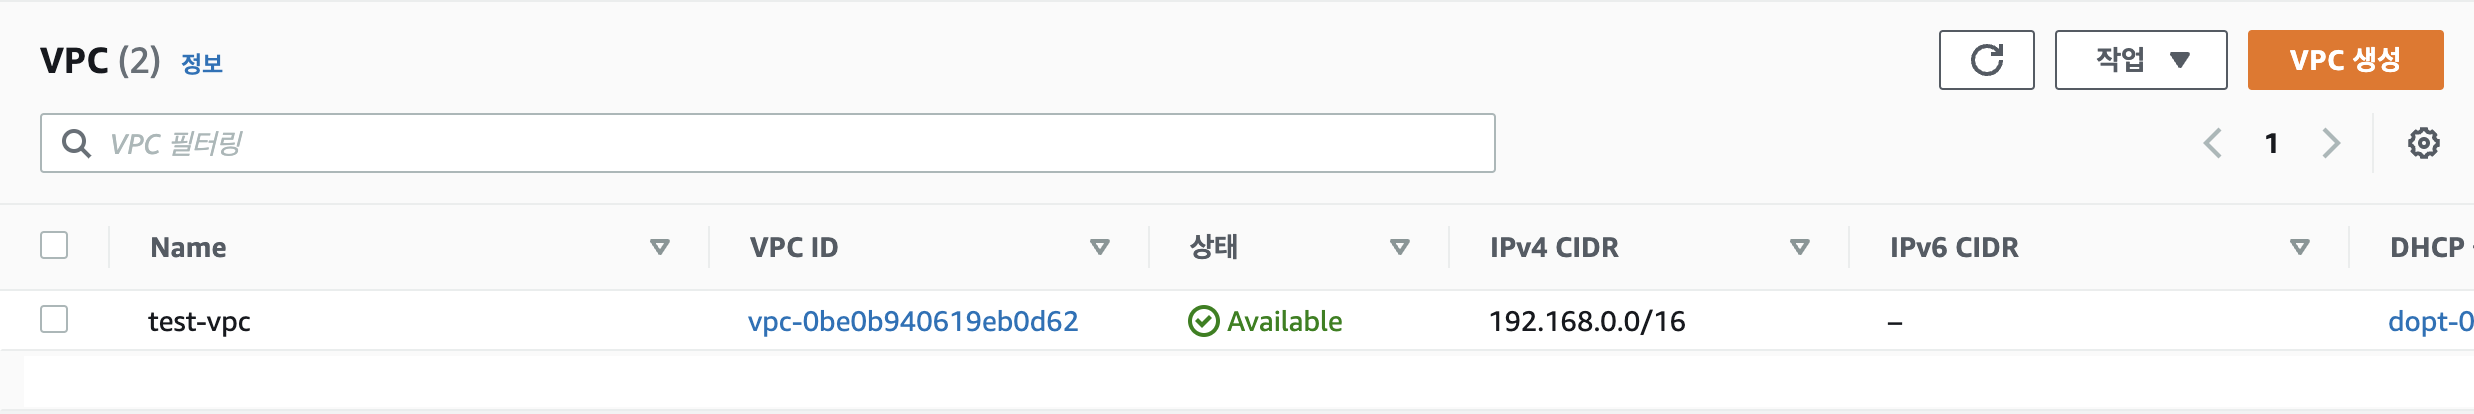 VPC (2) 정보
작업 VPC 생성
VPC 필터링
1
Name VPC ID 상태 IPv4 CIDR IPv6 CIDR DHCP
test-vpc vpc-0be0b940619eb0d62 Available 192.168.0.0/16 – dopt-0